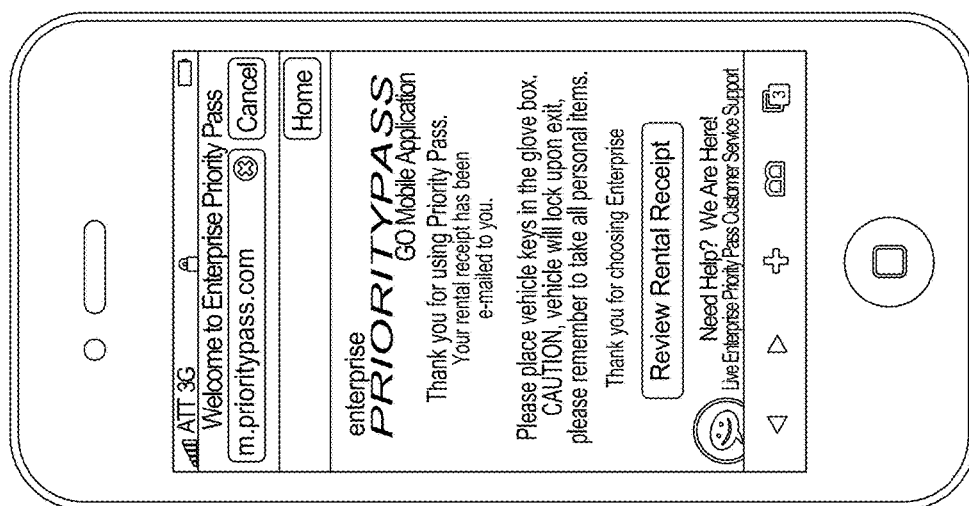 ATT 3G
Welcome to Enterprise Priority Pass
m.prioritypass.com
Cancel
Home
enterprise
PRIORITYPASS
GO Mobile Application
Thank you for using Priority Pass.
Your rental receipt has been
e-mailed to you.
Please place vehicle keys in the glove box,
CAUTION, vehicle will lock upon exit,
please remember to take all personal items.
Thank you for choosing Enterprise
Review Rental Receipt
Need Help? We Are Here!
Live Enterprise Priority Pass Customer Service Support
3